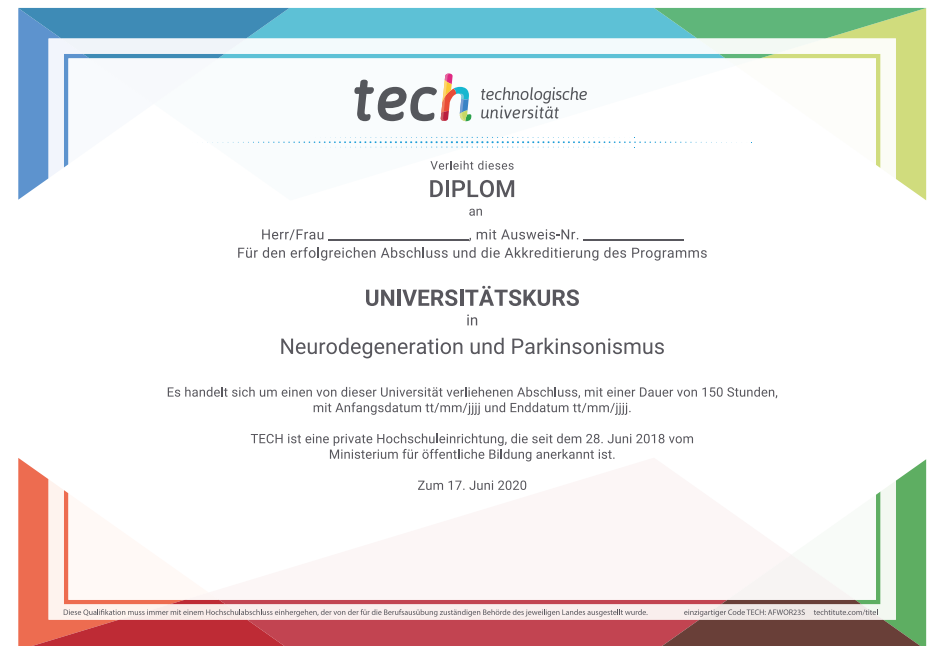 tech technologische
universität
Verleiht dieses
DIPLOM
an
Herr/Frau ____________, mit Ausweis-Nr. ____________
Für den erfolgreichen Abschluss und die Akkreditierung des Programms
UNIVERSITÄTSKURS
in
Neurodegeneration und Parkinsonismus
Es handelt sich um einen von dieser Universität verliehenen Abschluss, mit einer Dauer von 150 Stunden,
mit Anfangsdatum tt/mm/jjjj und Enddatum tt/mm/jjjj.
TECH ist eine private Hochschuleinrichtung, die seit dem 28. Juni 2018 vom
Ministerium für öffentliche Bildung anerkannt ist.
Zum 17. Juni 2020
Diese Qualifikation muss immer mit einem Hochschulabschluss einhergehen, der von der für die Berufsausübung zuständigen Behörde des jeweiligen Landes ausgestellt wurde. einzigartiger Code TECH: AFWOR23S techtitute.com/titel